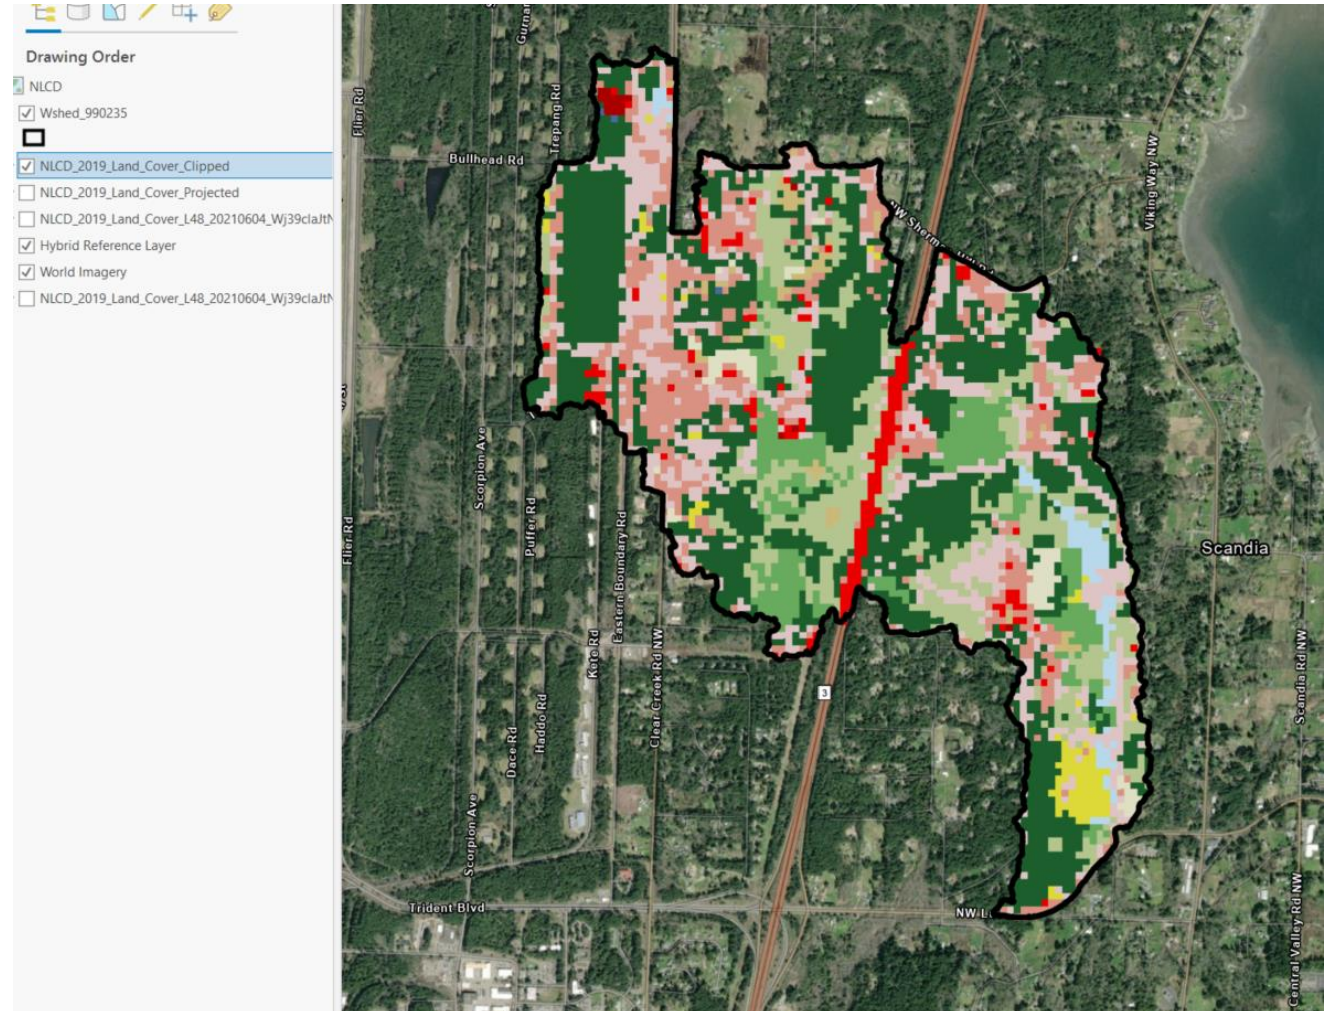 Drawing Order
NLCD
Wshed_990235
NLCD_2019_Land_Cover_Clipped
NLCD_2019_Land_Cover_Projected
Hybrid Reference Layer
World Imagery
Flier Rd
Trepang Rd
Bullhead Rd
Viking Way NW
Scorpion Ave
Puffer Rd
Flier Rd
Eastern Boundary Rd
Scandia
Kete Rd
Clear Creek Rd NW
Scandia Rd NW
3
Haddo Rd
Dace Rd
Scorpion Ave
Trident Blvd
Central Valley Rd NW